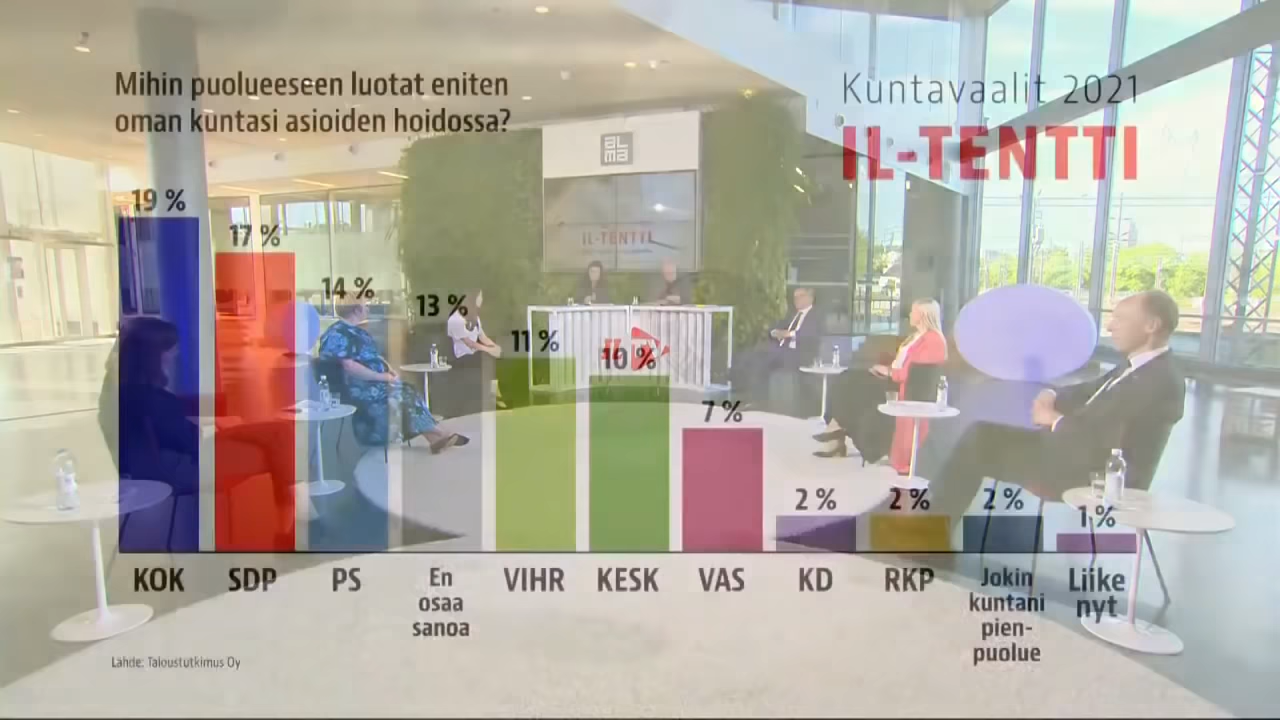 Mihin puolueeseen luotat eniten
oman kuntasi asioiden hoidossa?
Kuntavaalit 2021
IL-TENTTI
aL
ma
IL-TENTTI
19 %
17 %
14 %
13 %
11 %
10 %
7 %
2 %
2 %
2 %
1 %
KOK
SDP
PS
En
osaa
sanoa
VIHR
KESK
VAS
KD
RKP
Jokin
kuntani
pien-
puolue
Liike
nyt
Lähde: Taloustutkimus Oy